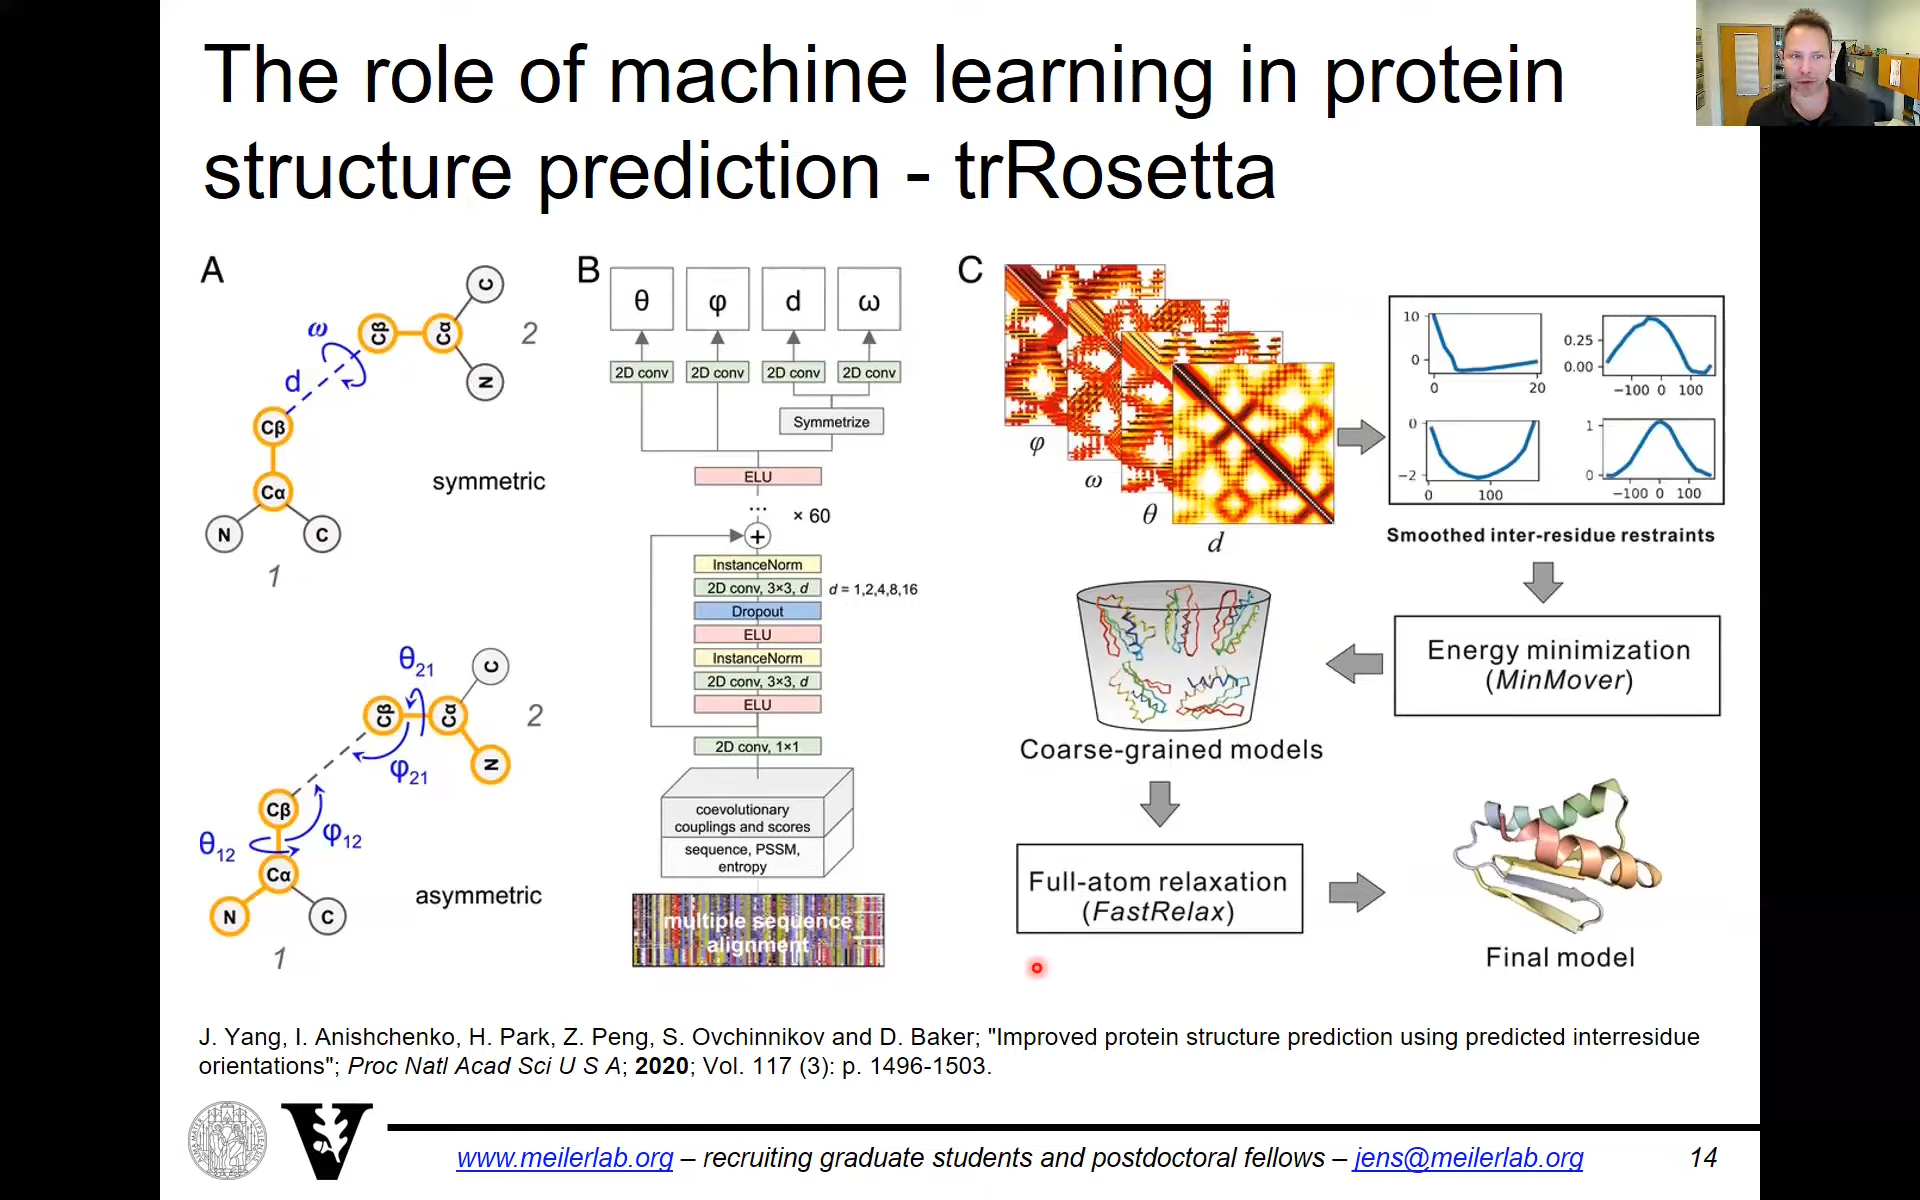 The role of machine learning in protein
structure prediction - trRosetta
A
C
ω
Cβ
Cα
2
d
N
Cβ
Cα
symmetric
N
C
1
θ21
C
Cβ
Cα
2
φ21
N
Cβ
θ12
φ12
Cα
asymmetric
N
C
1
B
θ
φ
d
ω
2D conv
2D conv
2D conv
2D conv
Symmetrize
ELU
...
× 60
+
InstanceNorm
2D conv, 3×3, d
d = 1,2,4,8,16
Dropout
ELU
InstanceNorm
2D conv, 3×3, d
ELU
2D conv, 1×1
coevolutionary
couplings and scores
sequence, PSSM,
entropy
multiple sequence
alignment
C
φ
ω
θ
d
10
0
0
20
0.25
0.00
−100 0 100
0
−2
0
100
1
0
−100 0 100
Smoothed inter-residue restraints
Energy minimization
(MinMover)
Coarse-grained models
Full-atom relaxation
(FastRelax)
Final model
J. Yang, I. Anishchenko, H. Park, Z. Peng, S. Ovchinnikov and D. Baker; "Improved protein structure prediction using predicted interresidue
orientations"; Proc Natl Acad Sci U S A; 2020; Vol. 117 (3): p. 1496-1503.
www.meilerlab.org – recruiting graduate students and postdoctoral fellows – jens@meilerlab.org
14